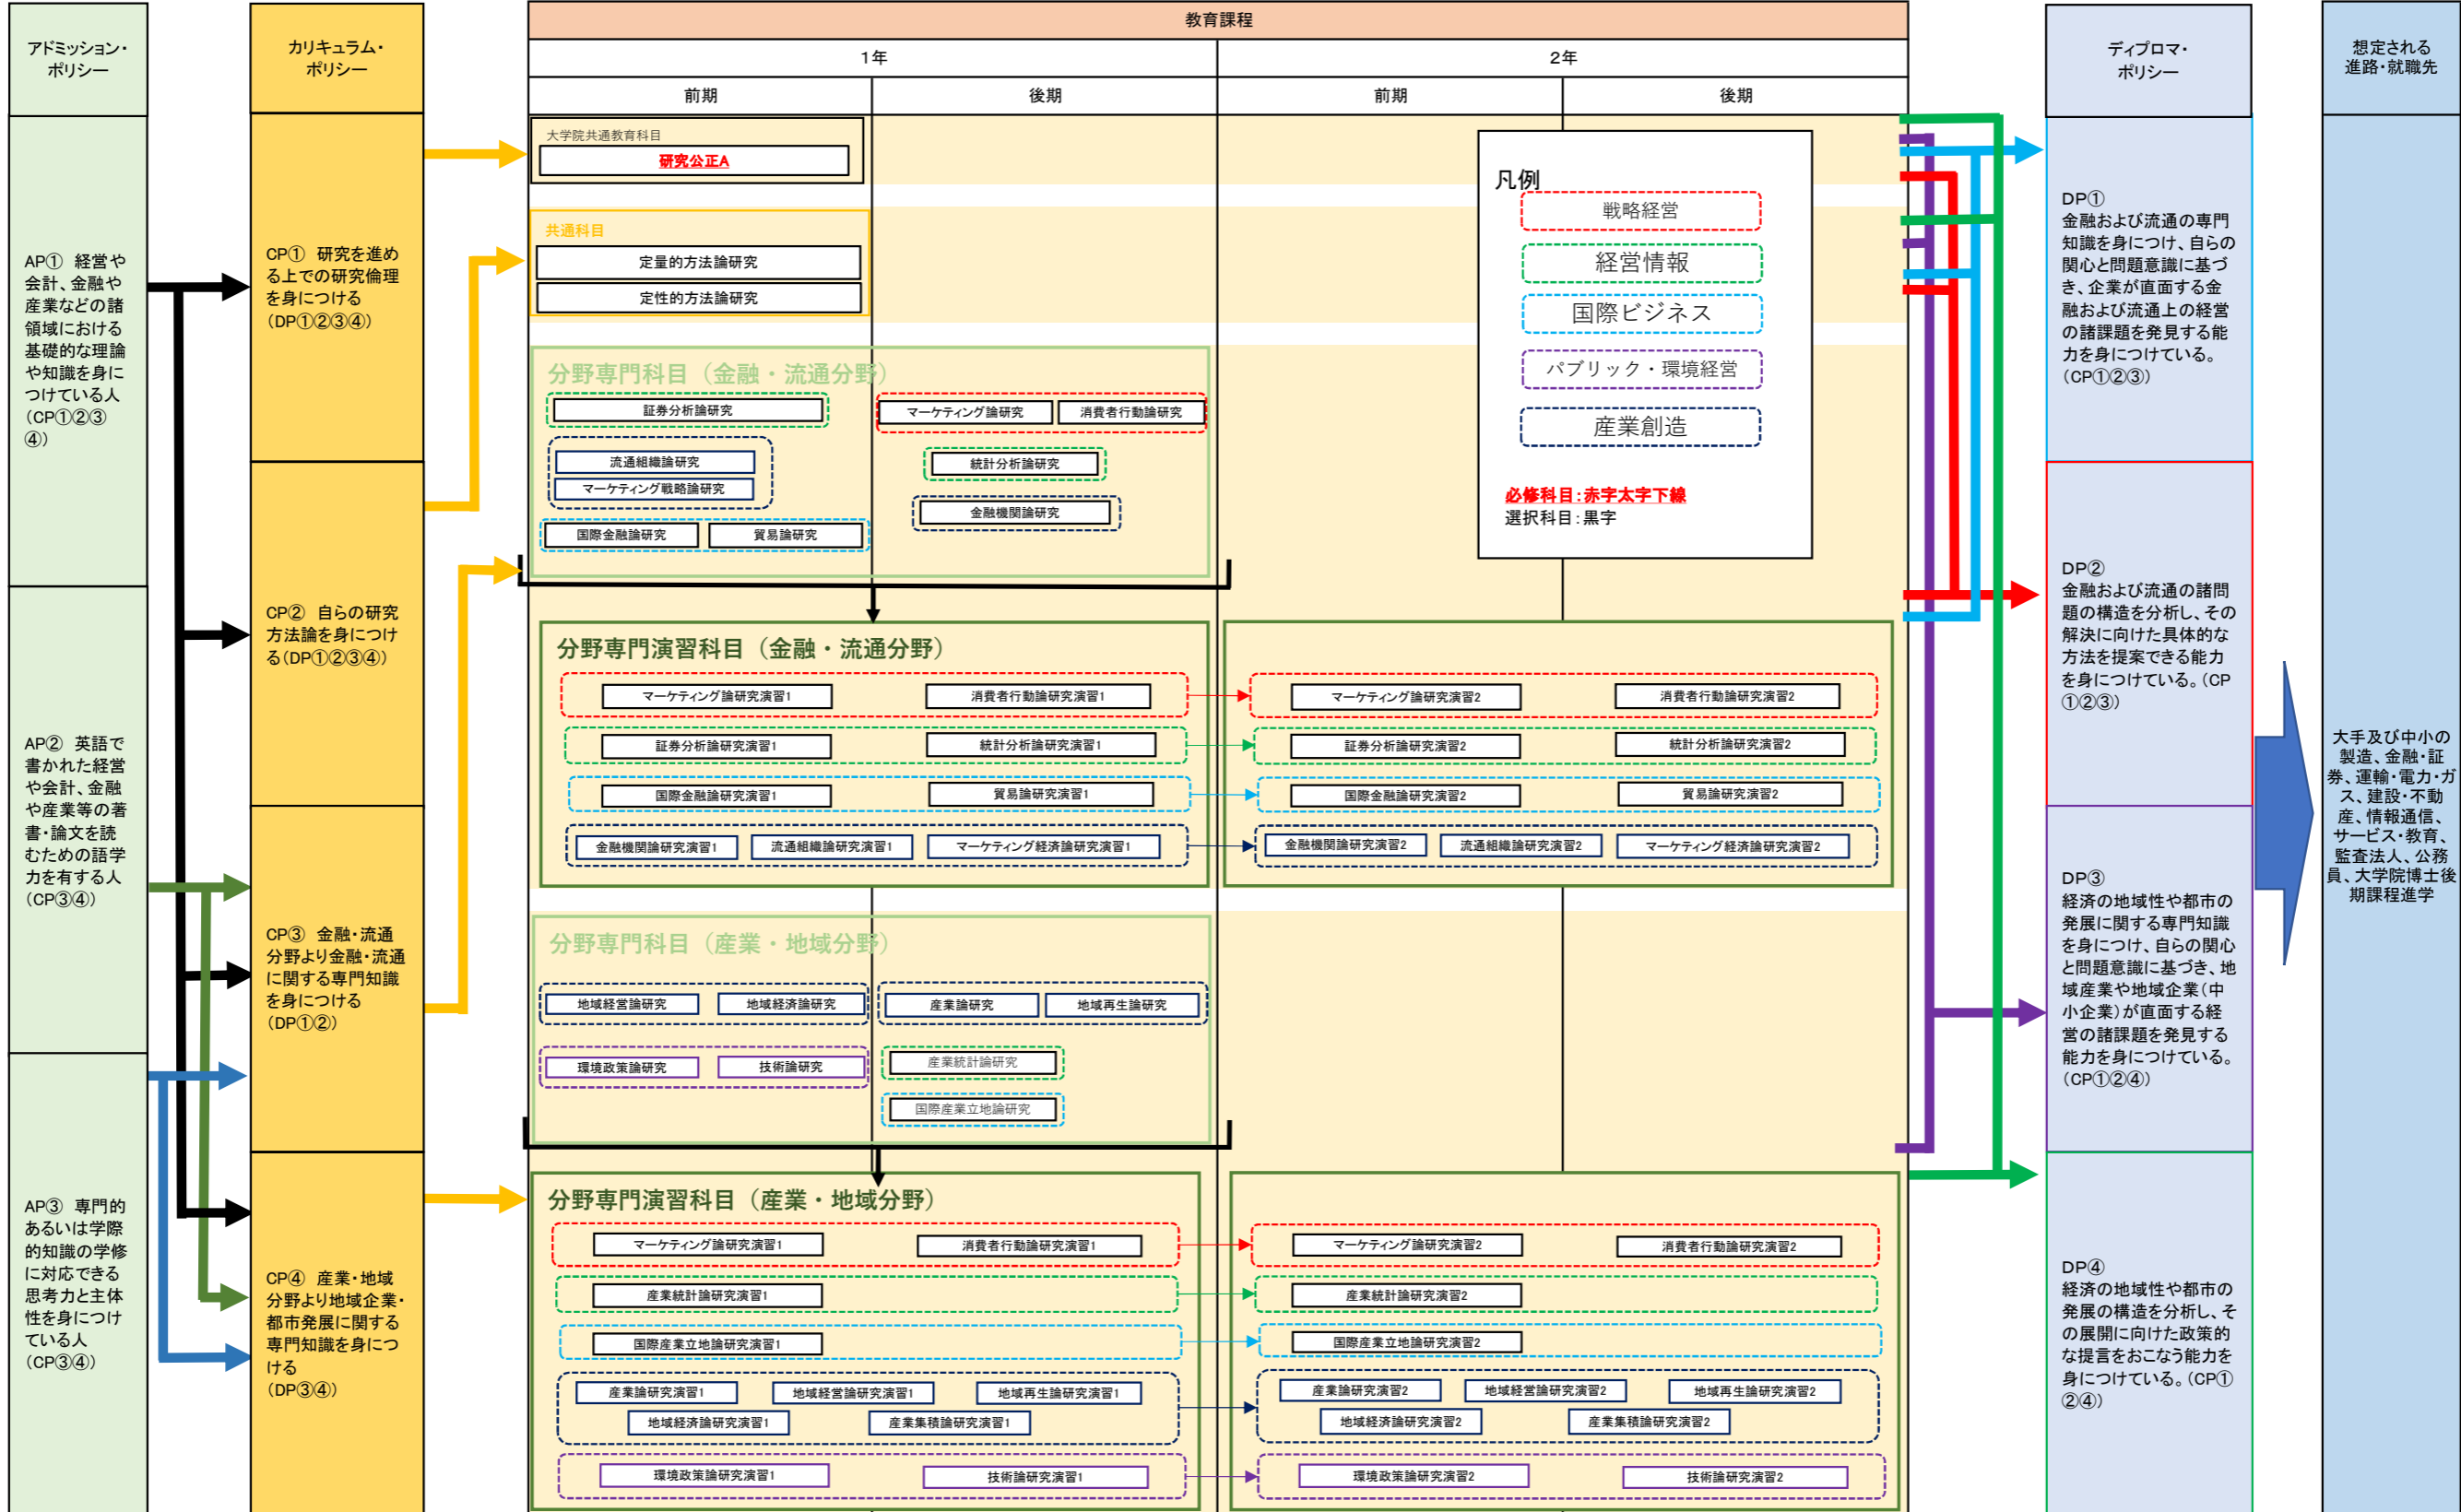 アドミッション・
ポリシー
AP① 経営や
会計、金融や
産業などの諸
領域における
基礎的な理論
や知識を身に
つけている人
(CP①②③
④)
AP② 英語で
書かれた経営
や会計、金融
や産業等の著
書・論文を読
むための語学
力を有する人
(CP③④)
AP③ 専門的
あるいは学際
的知識の学修
に対応できる
思考力と主体
性を身につけ
ている人
(CP③④)
カリキュラム・
ポリシー
CP① 研究を進め
る上での研究倫理
を身につける
(DP①②③④)
CP② 自らの研究
方法論を身につけ
る(DP①②③④)
CP③ 金融・流通
分野より金融・流通
に関する専門知識
を身につける
(DP①②)
CP④ 産業・地域
分野より地域企業・
都市発展に関する
専門知識を身につ
ける
(DP③④)
教育課程
1年
2年
前期
後期
前期
後期
大学院共通教育科目
研究公正A
共通科目
定量的方法論研究
定性的方法論研究
分野専門科目（金融・流通分野）
証券分析論研究
マーケティング論研究
消費者行動論研究
流通組織論研究
マーケティング戦略論研究
統計分析論研究
金融機関論研究
国際金融論研究
貿易論研究
凡例
戦略経営
経営情報
国際ビジネス
パブリック・環境経営
産業創造
必修科目：赤字太字下線
選択科目：黒字
分野専門演習科目（金融・流通分野）
マーケティング論研究演習1
消費者行動論研究演習1
マーケティング論研究演習2
消費者行動論研究演習2
証券分析論研究演習1
統計分析論研究演習1
証券分析論研究演習2
統計分析論研究演習2
国際金融論研究演習1
貿易論研究演習1
国際金融論研究演習2
貿易論研究演習2
金融機関論研究演習1
流通組織論研究演習1
マーケティング経済論研究演習1
金融機関論研究演習2
流通組織論研究演習2
マーケティング経済論研究演習2
分野専門科目（産業・地域分野）
地域経営論研究
地域経済論研究
産業論研究
地域再生論研究
環境政策論研究
技術論研究
産業統計論研究
国際産業立地論研究
分野専門演習科目（産業・地域分野）
マーケティング論研究演習1
消費者行動論研究演習1
マーケティング論研究演習2
消費者行動論研究演習2
産業統計論研究演習1
産業統計論研究演習2
国際産業立地論研究演習1
国際産業立地論研究演習2
産業論研究演習1
地域経営論研究演習1
地域再生論研究演習1
地域経済論研究演習1
産業集積論研究演習1
産業論研究演習2
地域経営論研究演習2
地域再生論研究演習2
地域経済論研究演習2
産業集積論研究演習2
環境政策論研究演習1
技術論研究演習1
環境政策論研究演習2
技術論研究演習2
ディプロマ・
ポリシー
DP①
金融および流通の専門
知識を身につけ、自らの
関心と問題意識に基づ
き、企業が直面する金
融および流通上の経営
の諸課題を発見する能
力を身につけている。
(CP①②③)
DP②
金融および流通の諸問
題の構造を分析し、その
解決に向けた具体的な
方法を提案できる能力
を身につけている。(CP
①②③)
DP③
経済の地域性や都市の
発展に関する専門知識
を身につけ、自らの関心
と問題意識に基づき、地
域産業や地域企業(中
小企業)が直面する経
営の諸課題を発見する
能力を身につけている。
(CP①②④)
DP④
経済の地域性や都市の
発展の構造を分析し、そ
の展開に向けた政策的
な提言をおこなう能力を
身につけている。(CP①
②④)
想定される
進路・就職先
大手及び中小の
製造、金融・証
券、運輸・電力・ガ
ス、建設・不動
産、情報通信、
サービス・教育、
監査法人、公務
員、大学院博士後
期課程進学